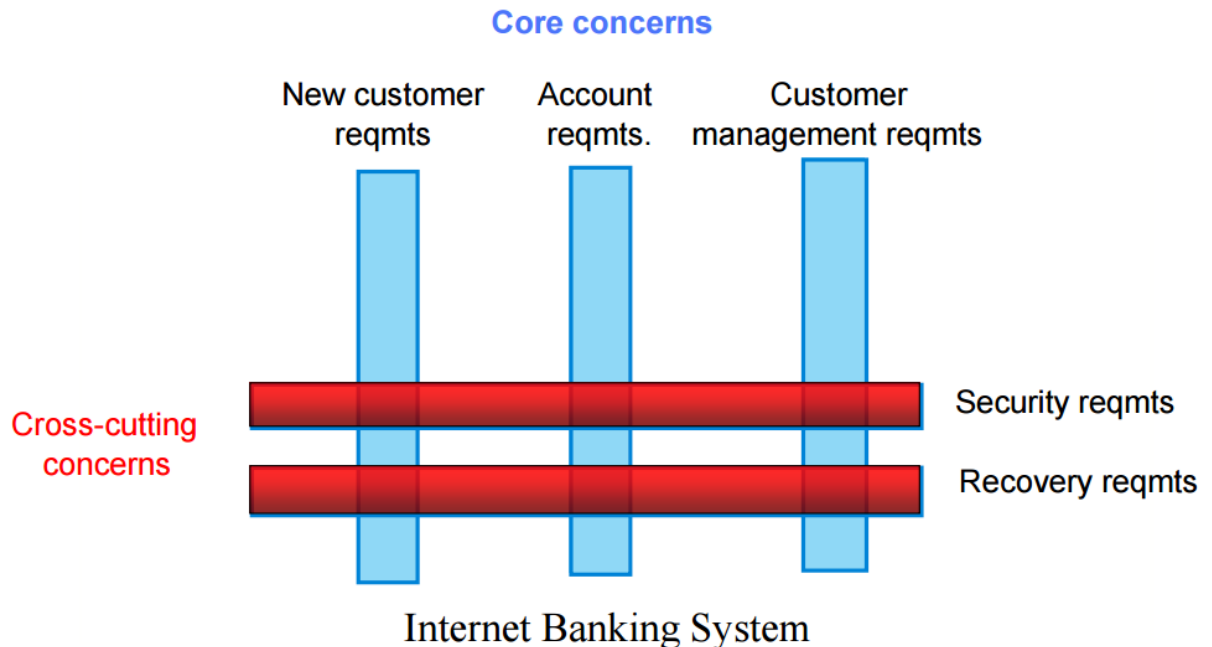 Core concerns
New customer
reqmts
Account
reqmts.
Customer
management reqmts
Cross-cutting
concerns
Security reqmts
Recovery reqmts
Internet Banking System